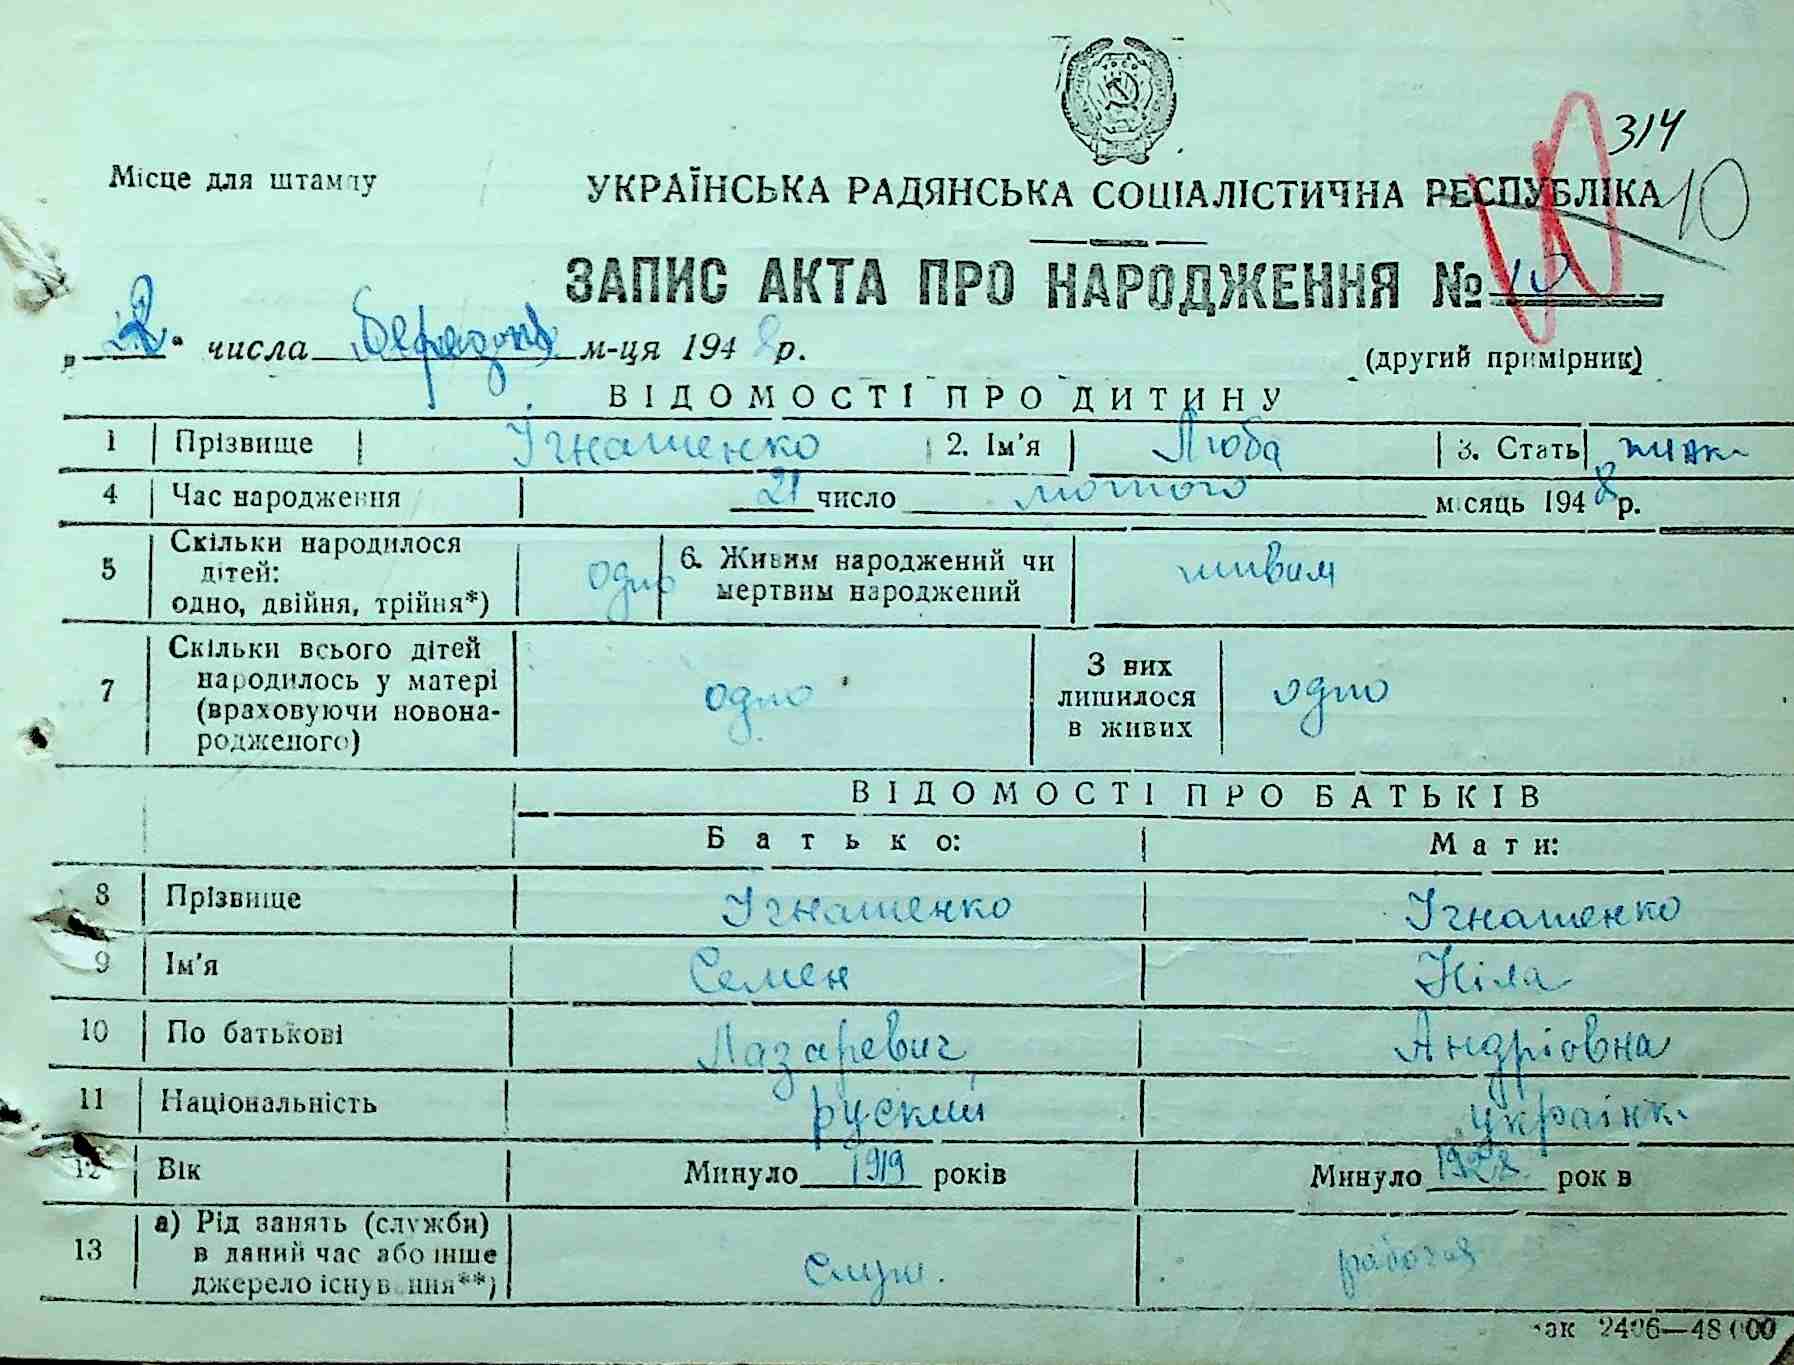 314
Місце для штампу
УКРАЇНСЬКА РАДЯНСЬКА СОЦІАЛІСТИЧНА РЕСПУБЛІКА 10
ЗАПИС АКТА ПРО НАРОДЖЕННЯ № 10
„2" числа березня м-ця 1948 р.
(другий примірник)
ВІДОМОСТІ ПРО ДИТИНУ
1 Прізвище Ігнашенко 2. Ім'я Люба 3. Стать жіноч
4 Час народження 21 число лютого місяць 1948 р.
5 Скільки народилося дітей: одно, двійня, трійня*) одно 6. Живим народжений чи мертвим народжений живим
7 Скільки всього дітей народилось у матері (враховуючи новонародженого) одно З них лишилося в живих одно
ВІДОМОСТІ ПРО БАТЬКІВ
Батько: Мати:
8 Прізвище Ігнашенко Ігнашенко
9 Ім'я Семен Ніла
10 По батькові Лазаревич Андріовна
11 Національність руский українк.
12 Вік Минуло 1919 років Минуло 1928 років
13 а) Рід занять (служби) в даний час або інше джерело існування**) служ. рабочая
Зак 2406—48 000